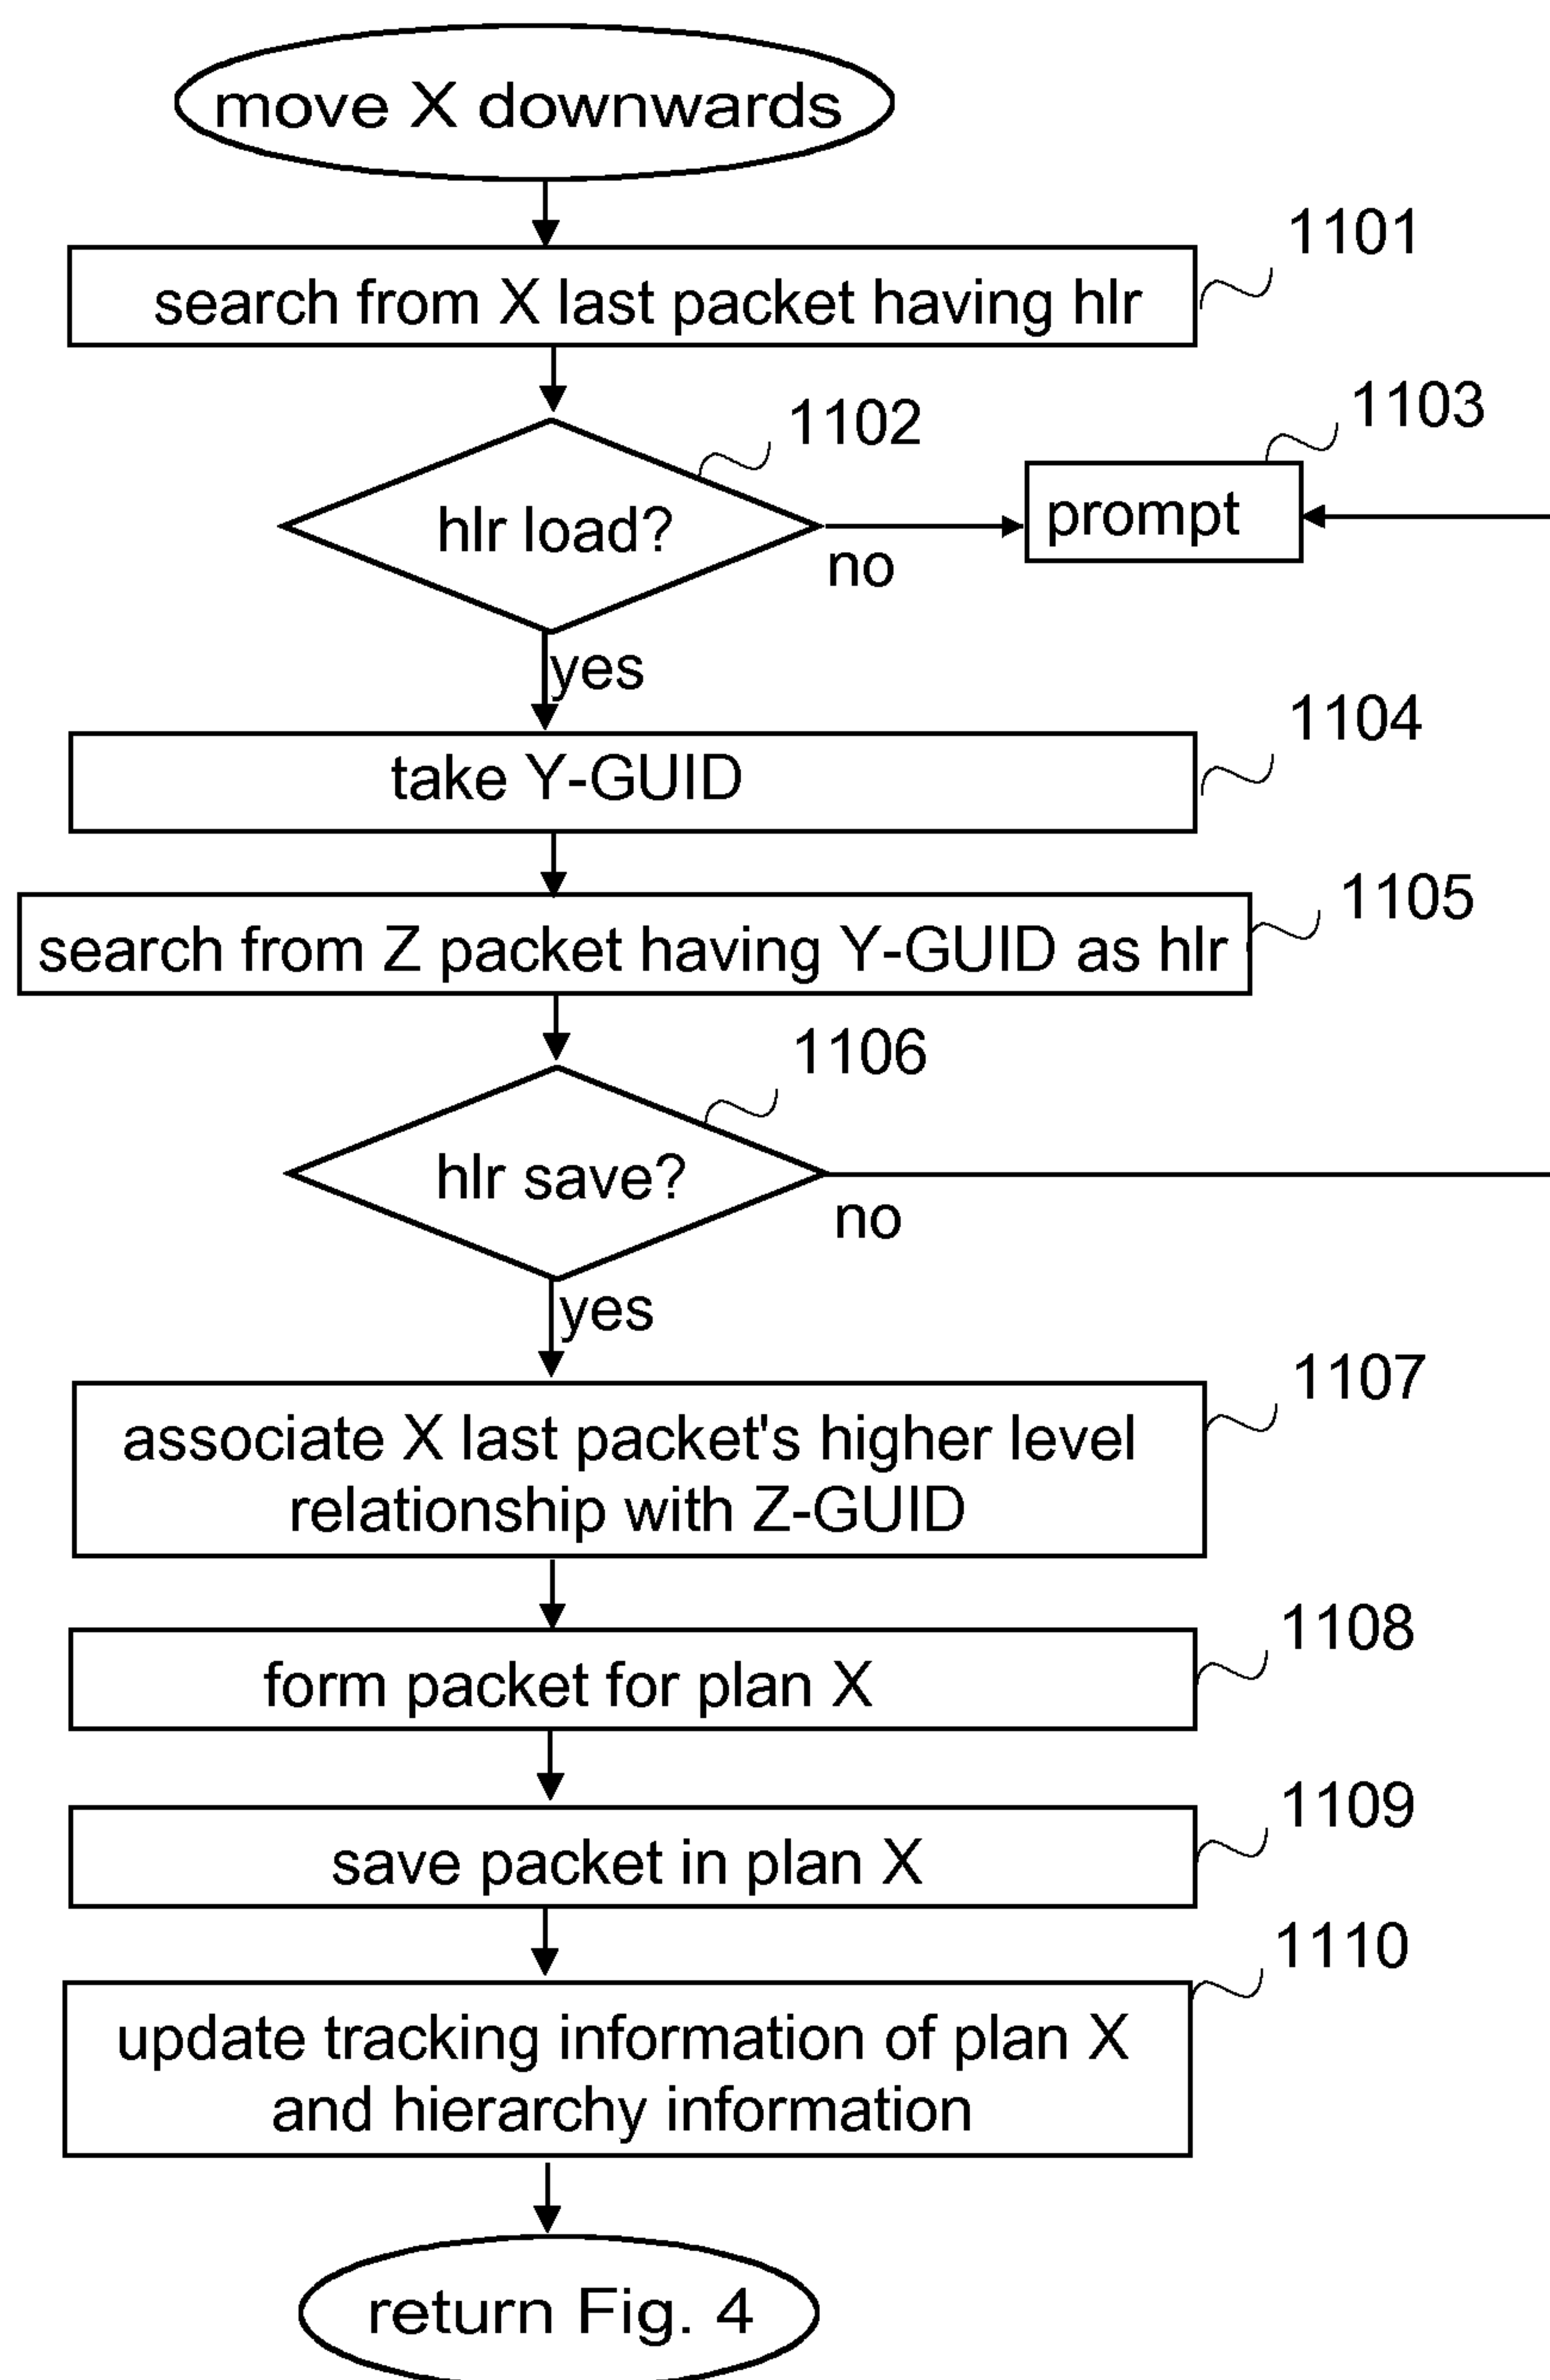 move X downwards
1101
search from X last packet having hlr
1102
1103
hlr load?
prompt
no
yes
1104
take Y-GUID
1105
search from Z packet having Y-GUID as hlr
1106
hlr save?
no
yes
1107
associate X last packet's higher level
relationship with Z-GUID
1108
form packet for plan X
1109
save packet in plan X
1110
update tracking information of plan X
and hierarchy information
return Fig. 4